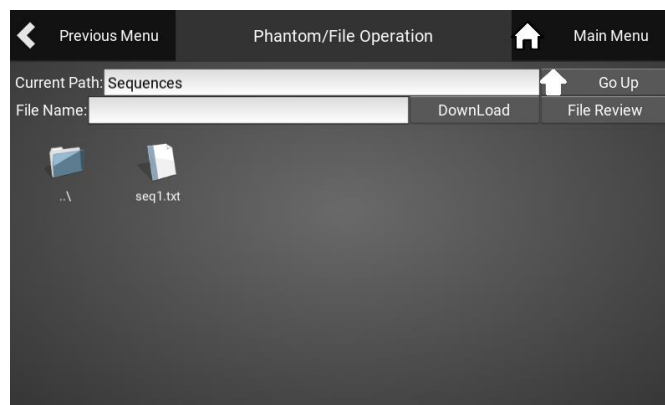 Previous Menu Phantom/File Operation Main Menu
Current Path: Sequences Go Up
File Name: DownLoad File Review
..\ seq1.txt